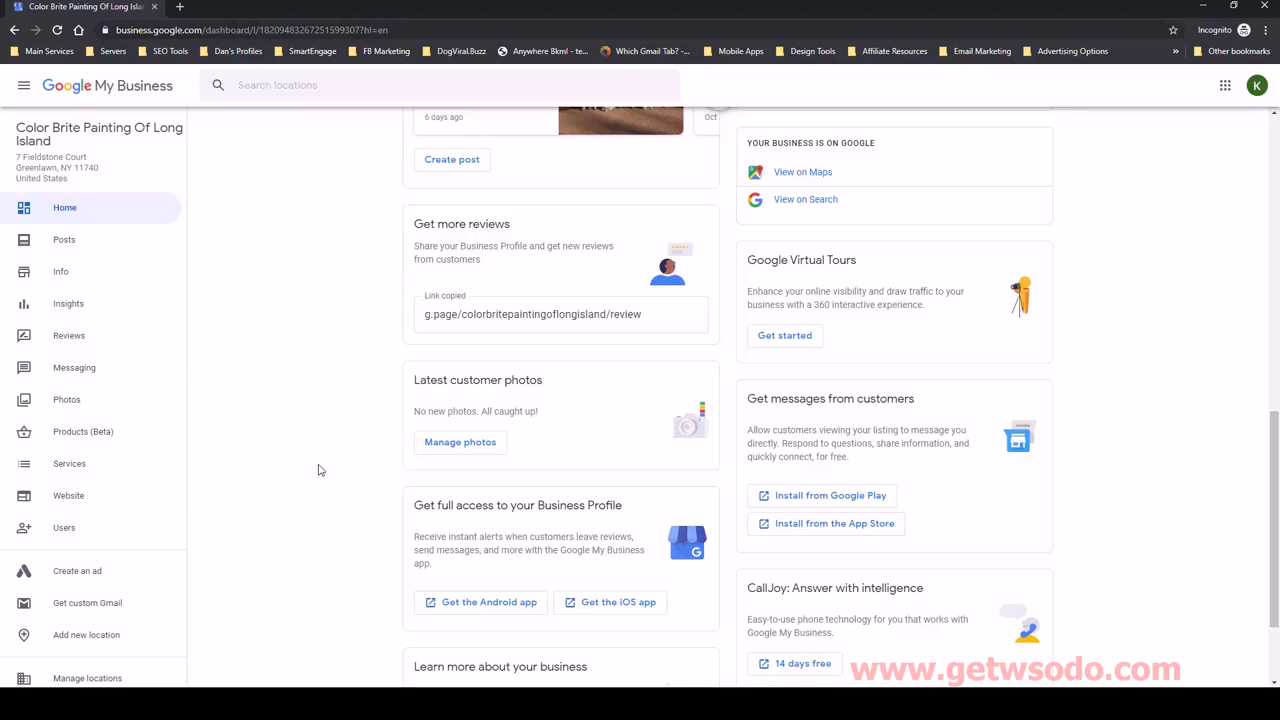 Color Brite Painting Of Long Islan
business.google.com/dashboard/l/18209483267251599307?hl=en
Incognito
Main Services
Servers
SEO Tools
Dan's Profiles
SmartEngage
FB Marketing
DogViral.Buzz
Anywhere Bkml - te...
Which Gmail Tab? -...
Mobile Apps
Design Tools
Affiliate Resources
Email Marketing
Advertising Options
»
Other bookmarks
Google My Business
Search locations
K
Color Brite Painting Of Long
Island
7 Fieldstone Court
Greenlawn, NY 11740
United States
Home
Posts
Info
Insights
Reviews
Messaging
Photos
Products (Beta)
Services
Website
Users
Create an ad
Get custom Gmail
Add new location
Manage locations
6 days ago
Oct
Create post
Get more reviews
Share your Business Profile and get new reviews
from customers
Link copied
g.page/colorbritepaintingoflongisland/review
Latest customer photos
No new photos. All caught up!
Manage photos
Get full access to your Business Profile
Receive instant alerts when customers leave reviews,
send messages, and more with the Google My Business
app.
Get the Android app
Get the iOS app
Learn more about your business
YOUR BUSINESS IS ON GOOGLE
View on Maps
View on Search
Google Virtual Tours
Enhance your online visibility and draw traffic to your
business with a 360 interactive experience.
Get started
Get messages from customers
Allow customers viewing your listing to message you
directly. Respond to questions, share information, and
quickly connect, for free.
Install from Google Play
Install from the App Store
CallJoy: Answer with intelligence
Easy-to-use phone technology for you that works with
Google My Business.
14 days free
www.getwsodo.com